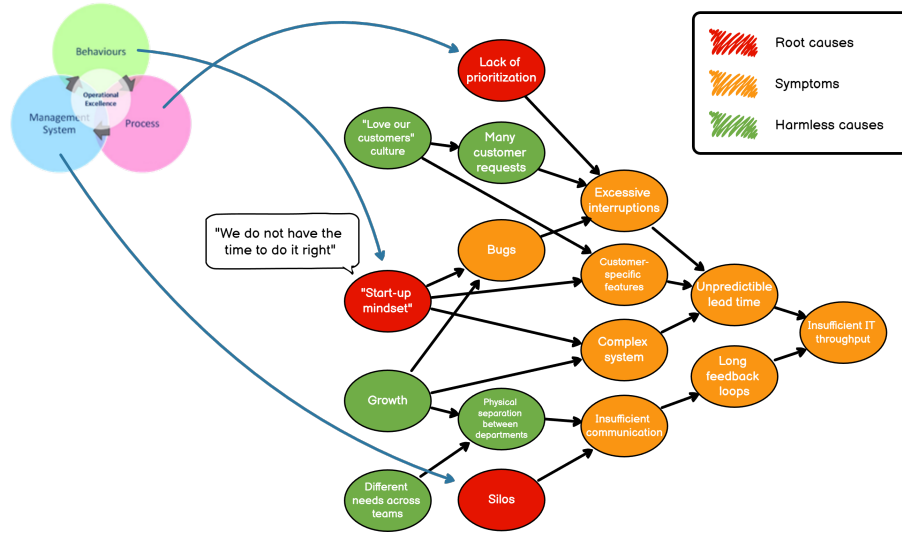 Behaviours
Operational
Excellence
Management
System
Process
Lack of
prioritization
Root causes
Symptoms
Harmless causes
"Love our
customers"
culture
Many
customer
requests
Excessive
interruptions
"We do not have the
time to do it right"
Bugs
Customer-
specific
features
"Start-up
mindset"
Unpredictible
lead time
Insufficient IT
throughput
Complex
system
Long
feedback
loops
Growth
Physical
separation
between
departments
Insufficient
communication
Different
needs across
teams
Silos